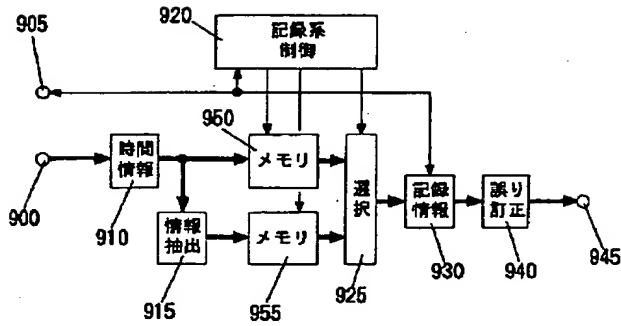 920
記録系
制御
905
950
時間
情報
メモリ
900
910
情報
抽出
メモリ
915
955
選
択
925
記録
情報
930
誤り
訂正
940
945